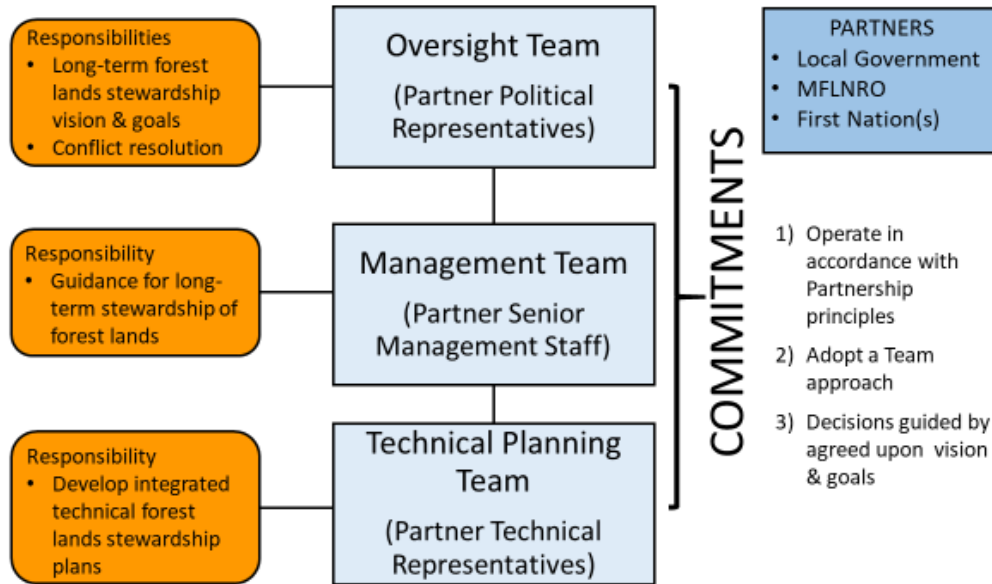 Responsibilities
• Long-term forest
lands stewardship
vision & goals
• Conflict resolution
Oversight Team
(Partner Political
Representatives)
PARTNERS
• Local Government
• MFLNRO
• First Nation(s)
Responsibility
• Guidance for long-
term stewardship of
forest lands
Management Team
(Partner Senior
Management Staff)
COMMITMENTS
1) Operate in
accordance with
Partnership
principles
2) Adopt a Team
approach
3) Decisions guided by
agreed upon vision
& goals
Responsibility
• Develop integrated
technical forest
lands stewardship
plans
Technical Planning
Team
(Partner Technical
Representatives)